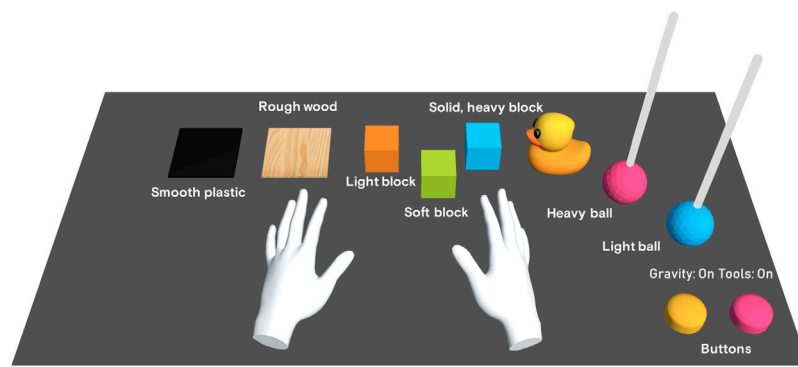 Rough wood
Solid, heavy block
Smooth plastic
Light block
Soft block
Heavy ball
Light ball
Gravity: On Tools: On
Buttons